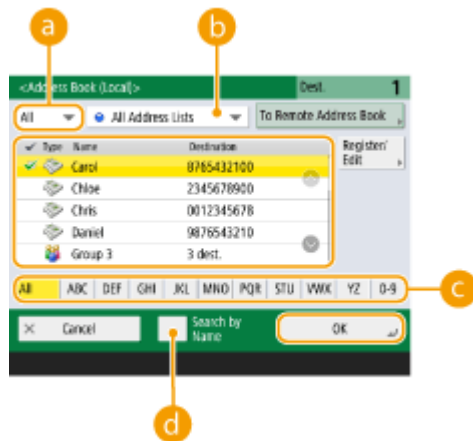 a
b
<Address Book (Local)> Dest. 1
All All Address Lists To Remote Address Book
Type Name Destination Register/
Edit
Carol 8765432100
Chloe 2345678900
Chris 0012345678
Daniel 9876543210
Group 3 3 dest.
All ABC DEF GHI JKL MNO PQR STU VWX YZ 0-9
c
× Cancel Search by
Name OK
d